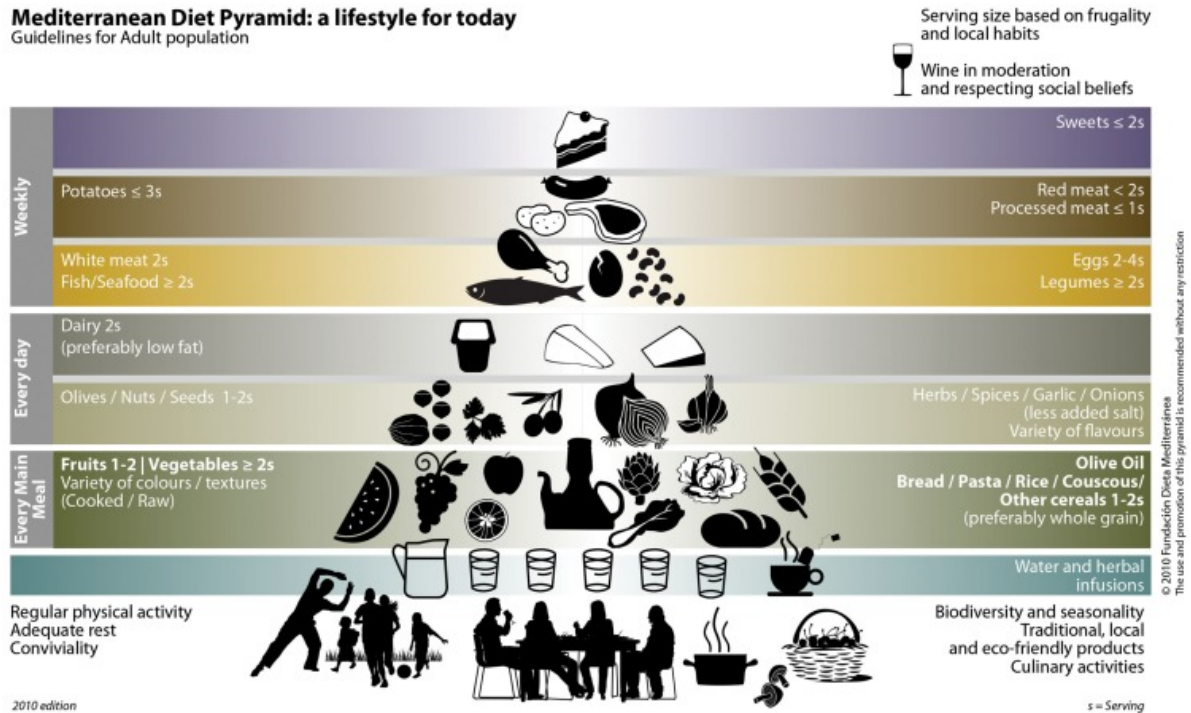 Mediterranean Diet Pyramid: a lifestyle for today
Guidelines for Adult population
Serving size based on frugality
and local habits
Wine in moderation
and respecting social beliefs
Weekly
Sweets ≤ 2s
Potatoes ≤ 3s
Red meat < 2s
Processed meat ≤ 1s
White meat 2s
Fish/Seafood ≥ 2s
Eggs 2-4s
Legumes ≥ 2s
Every day
Dairy 2s
(preferably low fat)
Olives / Nuts / Seeds 1-2s
Herbs / Spices / Garlic / Onions
(less added salt)
Variety of flavours
Every Main
Meal
Fruits 1-2 | Vegetables ≥ 2s
Variety of colours / textures
(Cooked / Raw)
Olive Oil
Bread / Pasta / Rice / Couscous/
Other cereals 1-2s
(preferably whole grain)
Water and herbal
infusions
Regular physical activity
Adequate rest
Conviviality
Biodiversity and seasonality
Traditional, local
and eco-friendly products
Culinary activities
2010 edition
s = Serving
© 2010 Fundación Dieta Mediterránea
The use and promotion of this pyramid is recommended without any restriction